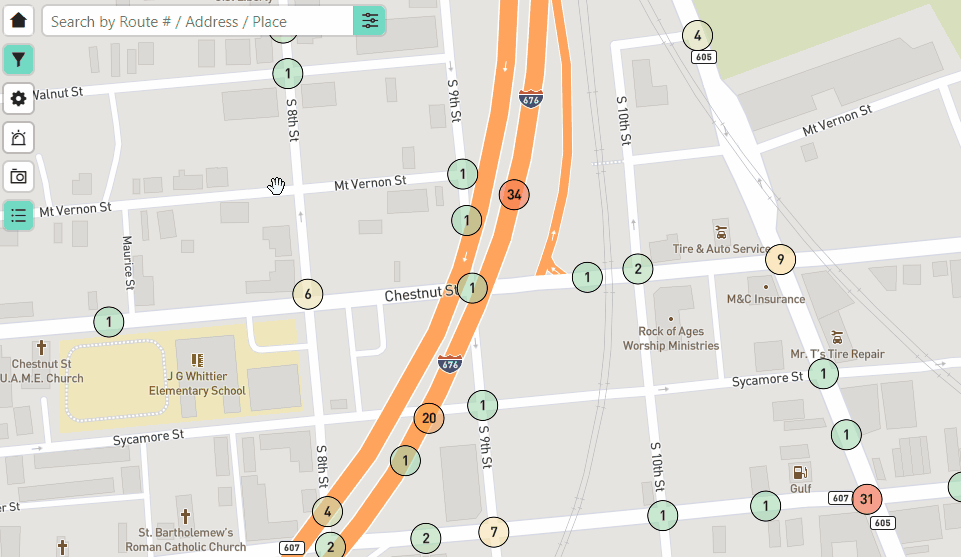 Search by Route # / Address / Place
1
4
605
1
Walnut St
S 8th St
S 9th St
676
S 10th St
Mt Vernon St
1
Mt Vernon St
34
Mt Vernon St
1
Maurice St
Tire & Auto Service
9
2
1
1
Chestnut St
6
M&C Insurance
1
Rock of Ages
Worship Ministries
Mr. T's Tire Repair
Chestnut St
U.A.M.E. Church
J G Whittier
Elementary School
676
Sycamore St
1
1
20
S 9th St
1
Sycamore St
S 8th St
1
S 10th St
Gulf
607
31
605
4
1
1
St. Bartholemew's
Roman Catholic Church
607
2
2
7